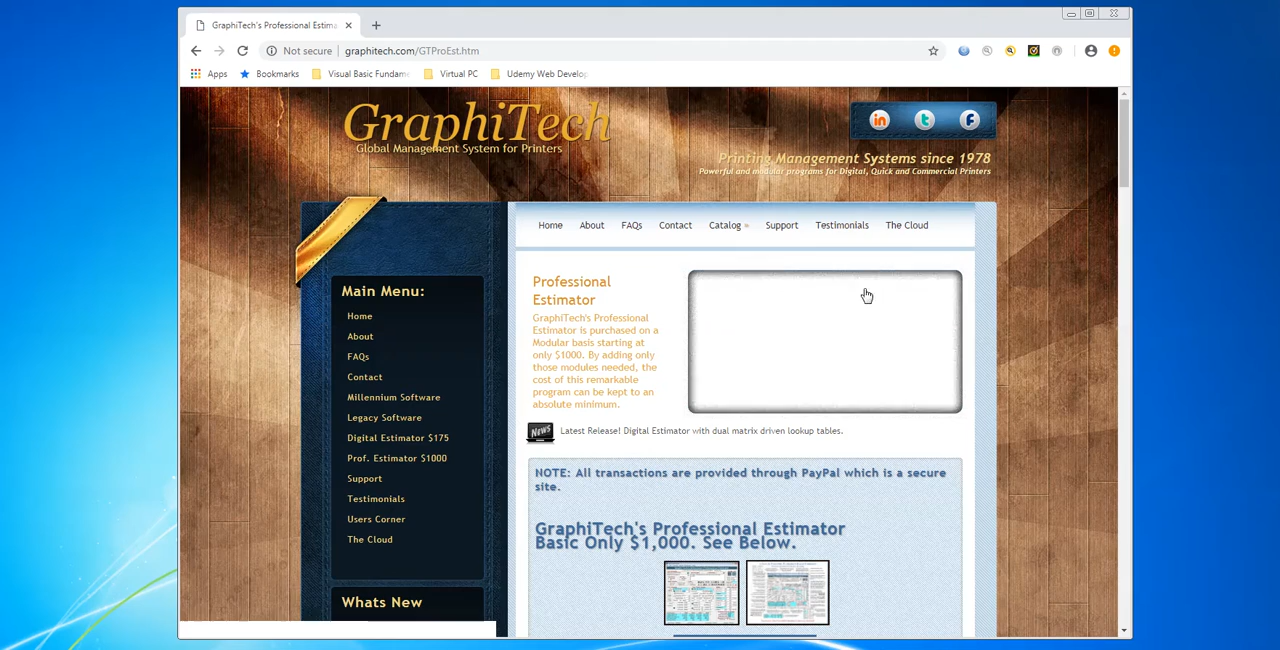 GraphiTech's Professional Estima
Not secure
graphitech.com/GTProEst.htm
Apps
Bookmarks
Visual Basic Fundame
Virtual PC
Udemy Web Develop
GraphiTech
Global Management System for Printers
in t f
Printing Management Systems since 1978
Powerful and modular programs for Digital, Quick and Commercial Printers
Home
About
FAQs
Contact
Catalog »
Support
Testimonials
The Cloud
Main Menu:
Home
About
FAQs
Contact
Millennium Software
Legacy Software
Digital Estimator $175
Prof. Estimator $1000
Support
Testimonials
Users Corner
The Cloud
Whats New
Professional
Estimator
GraphiTech's Professional
Estimator is purchased on a
Modular basis starting at
only $1000. By adding only
those modules needed, the
cost of this remarkable
program can be kept to an
absolute minimum.
News
Latest Release! Digital Estimator with dual matrix driven lookup tables.
NOTE: All transactions are provided through PayPal which is a secure
site.
GraphiTech's Professional Estimator
Basic Only $1,000. See Below.